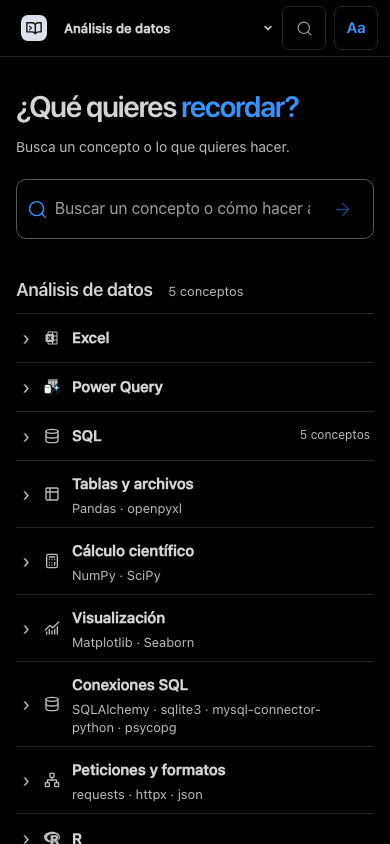 Análisis de datos
Aa
¿Qué quieres recordar?
Busca un concepto o lo que quieres hacer.
Buscar un concepto o cómo hacer a
Análisis de datos 5 conceptos
Excel
Power Query
SQL 5 conceptos
Tablas y archivos
Pandas · openpyxl
Cálculo científico
NumPy · SciPy
Visualización
Matplotlib · Seaborn
Conexiones SQL
SQLAlchemy · sqlite3 · mysql-connector-
python · psycopg
Peticiones y formatos
requests · httpx · json
R